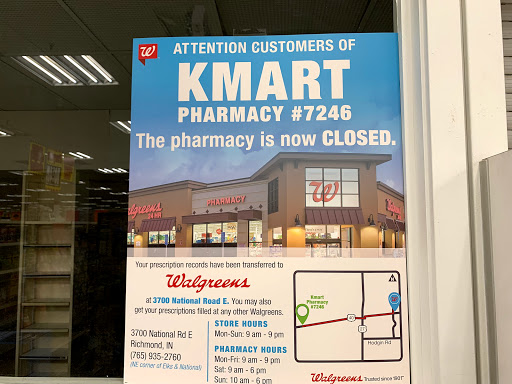 ATTENTION CUSTOMERS OF
KMART
PHARMACY #7246
The pharmacy is now CLOSED.
Walgreens
PHARMACY
Your prescription records have been transferred to
Walgreens
at 3700 National Road E. You may also
get your prescriptions filled at any other Walgreens.
3700 National Rd E
Richmond, IN
(765) 935-2760
(NE corner of Elks & National)
STORE HOURS
Mon-Sun: 9 am - 9 pm
PHARMACY HOURS
Mon-Fri: 9 am - 9 pm
Sat: 9 am - 6 pm
Sun: 10 am - 6 pm
Kmart
Pharmacy
#7246
40
Hodgin Rd
Walgreens Trusted since 1901